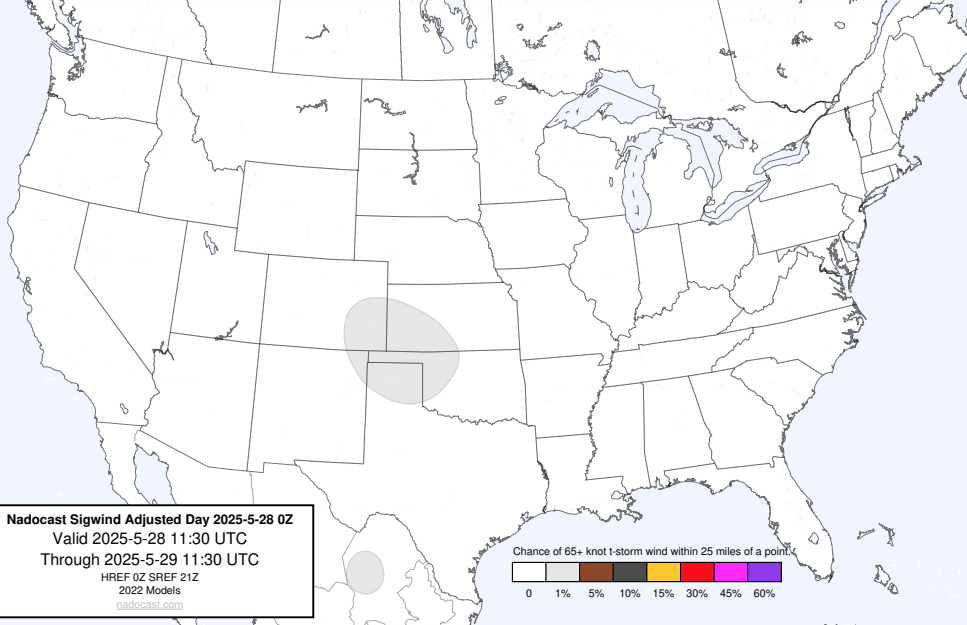 Nadocast Sigwind Adjusted Day 2025-5-28 0Z
Valid 2025-5-28 11:30 UTC
Through 2025-5-29 11:30 UTC
HREF 0Z SREF 21Z
2022 Models
nadocast.com
Chance of 65+ knot t-storm wind within 25 miles of a point.
0 1% 5% 10% 15% 30% 45% 60%